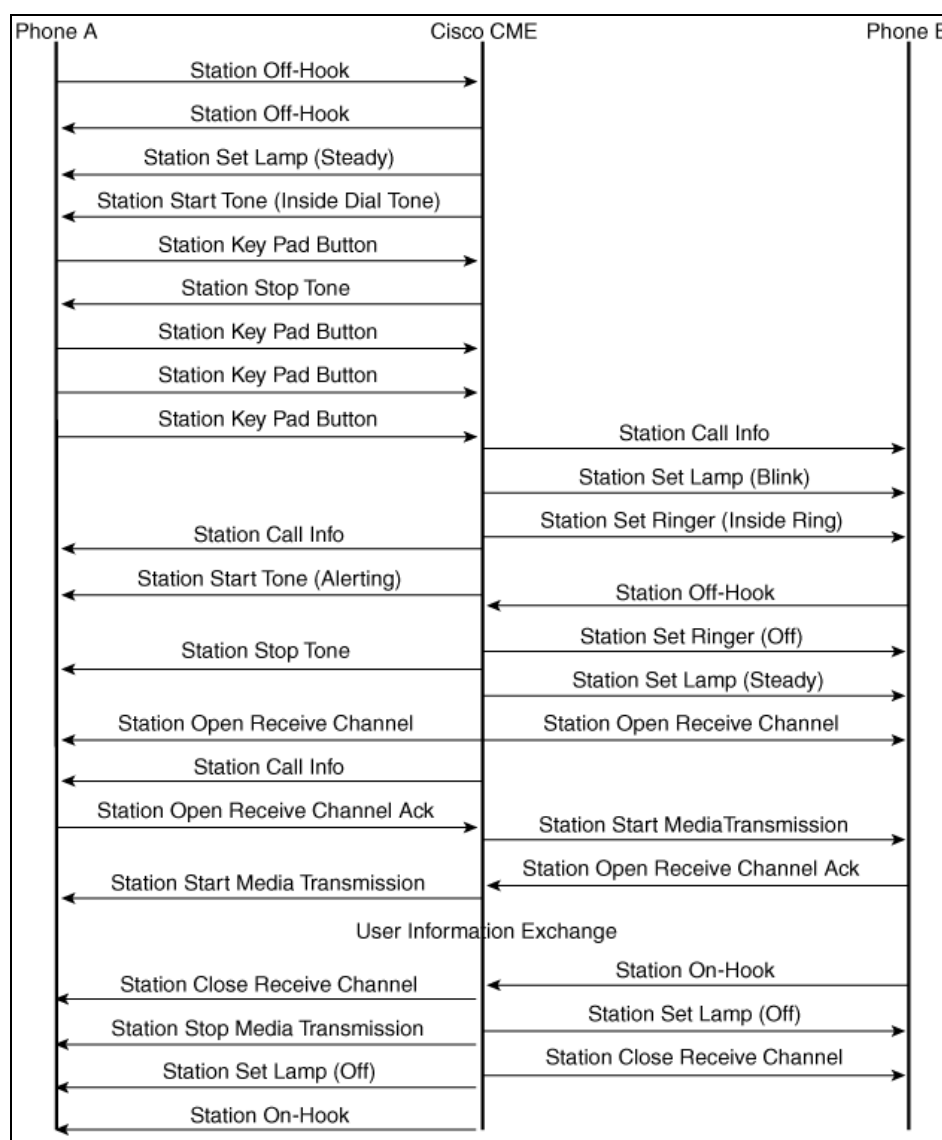 Phone A
Cisco CME
Phone B
Station Off-Hook
Station Off-Hook
Station Set Lamp (Steady)
Station Start Tone (Inside Dial Tone)
Station Key Pad Button
Station Stop Tone
Station Key Pad Button
Station Key Pad Button
Station Key Pad Button
Station Call Info
Station Set Lamp (Blink)
Station Set Ringer (Inside Ring)
Station Call Info
Station Start Tone (Alerting)
Station Off-Hook
Station Set Ringer (Off)
Station Stop Tone
Station Set Lamp (Steady)
Station Open Receive Channel
Station Open Receive Channel
Station Call Info
Station Open Receive Channel Ack
Station Start MediaTransmission
Station Open Receive Channel Ack
Station Start Media Transmission
User Information Exchange
Station On-Hook
Station Close Receive Channel
Station Set Lamp (Off)
Station Stop Media Transmission
Station Close Receive Channel
Station Set Lamp (Off)
Station On-Hook